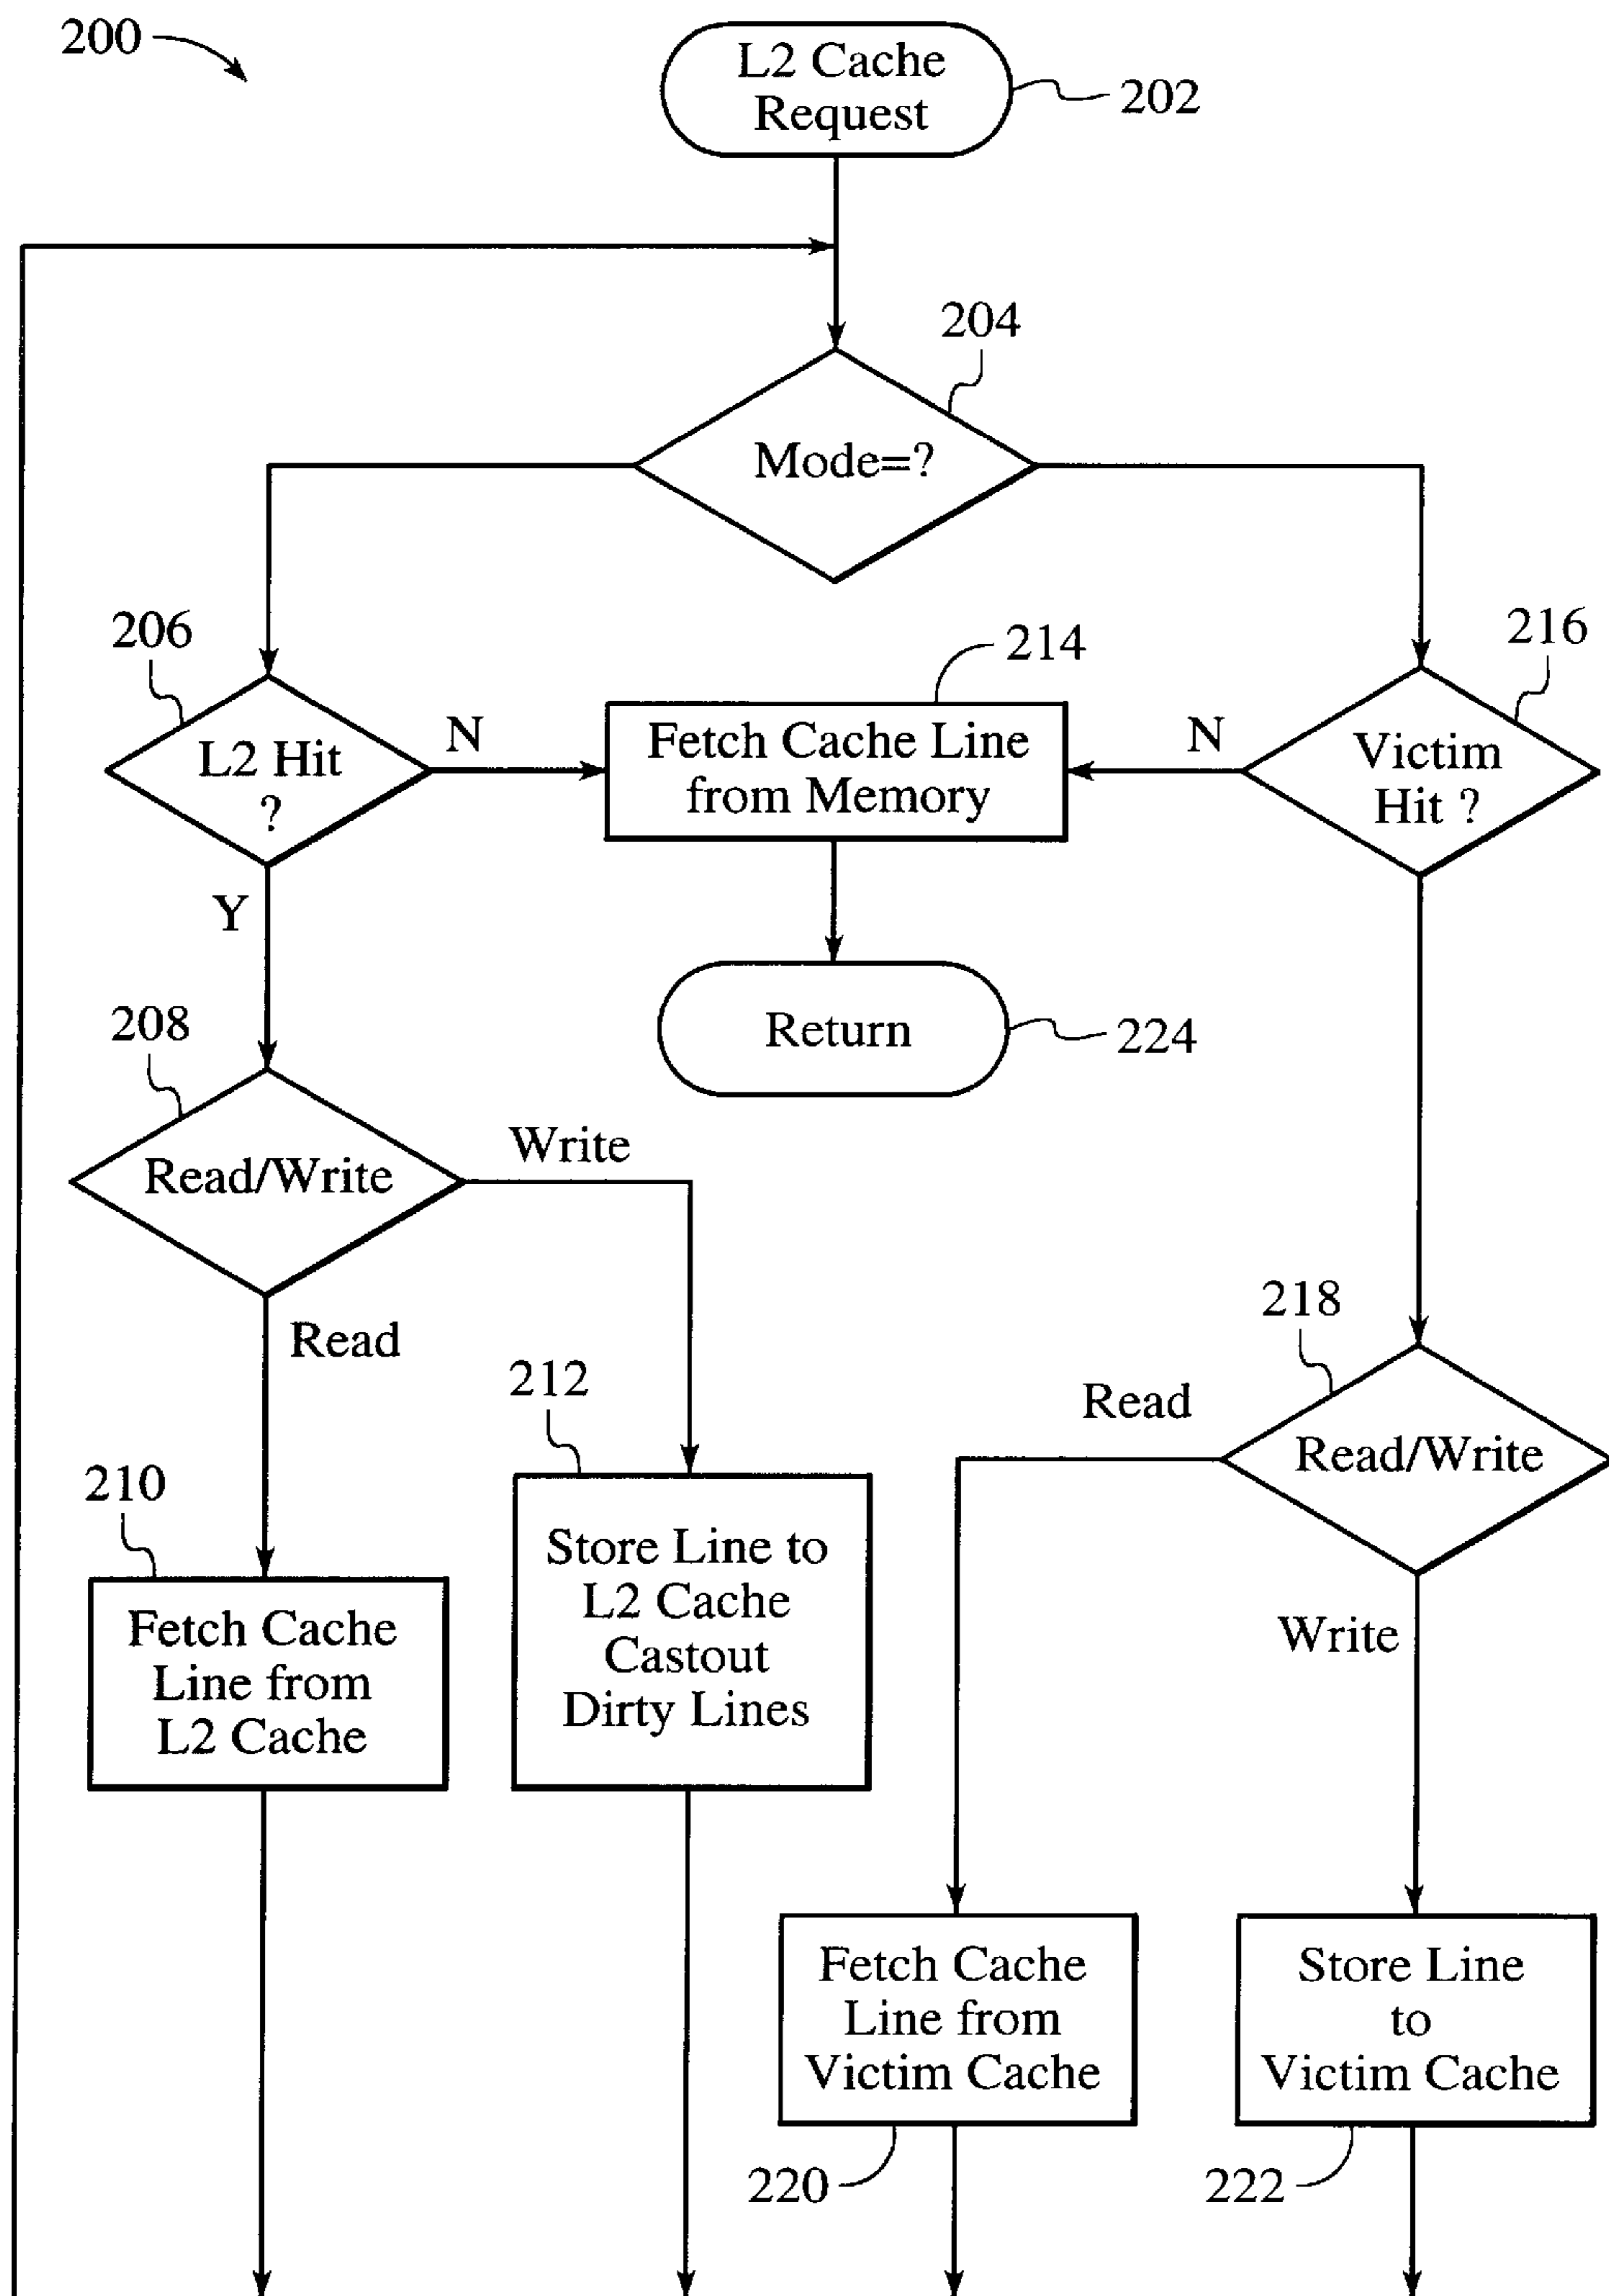 200
L2 Cache
Request
202
204
Mode=?
206
214
216
L2 Hit
?
N
Fetch Cache Line
from Memory
N
Victim
Hit ?
Y
208
Return
224
Read/Write
Write
Read
212
218
Read
Read/Write
210
Store Line to
L2 Cache
Castout
Dirty Lines
Fetch Cache
Line from
L2 Cache
Write
Fetch Cache
Line from
Victim Cache
Store Line
to
Victim Cache
220
222